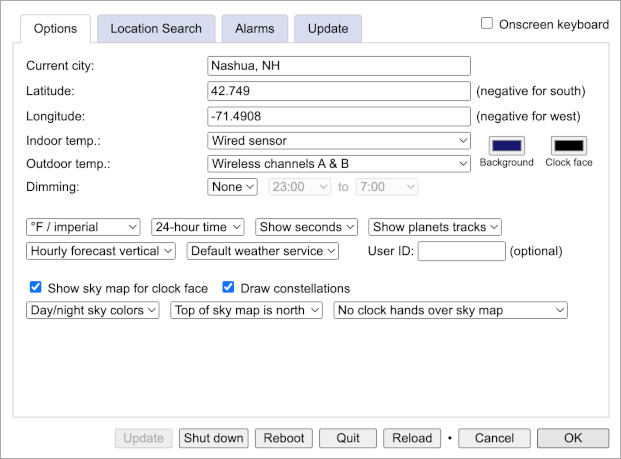 Options Location Search Alarms Update Onscreen keyboard
Current city: Nashua, NH
Latitude: 42.749 (negative for south)
Longitude: -71.4908 (negative for west)
Indoor temp.: Wired sensor
Outdoor temp.: Wireless channels A & B
Background Clock face
Dimming: None 23:00 to 7:00
°F / imperial 24-hour time Show seconds Show planets tracks
Hourly forecast vertical Default weather service User ID: (optional)
Show sky map for clock face Draw constellations
Day/night sky colors Top of sky map is north No clock hands over sky map
Update Shut down Reboot Quit Reload • Cancel OK